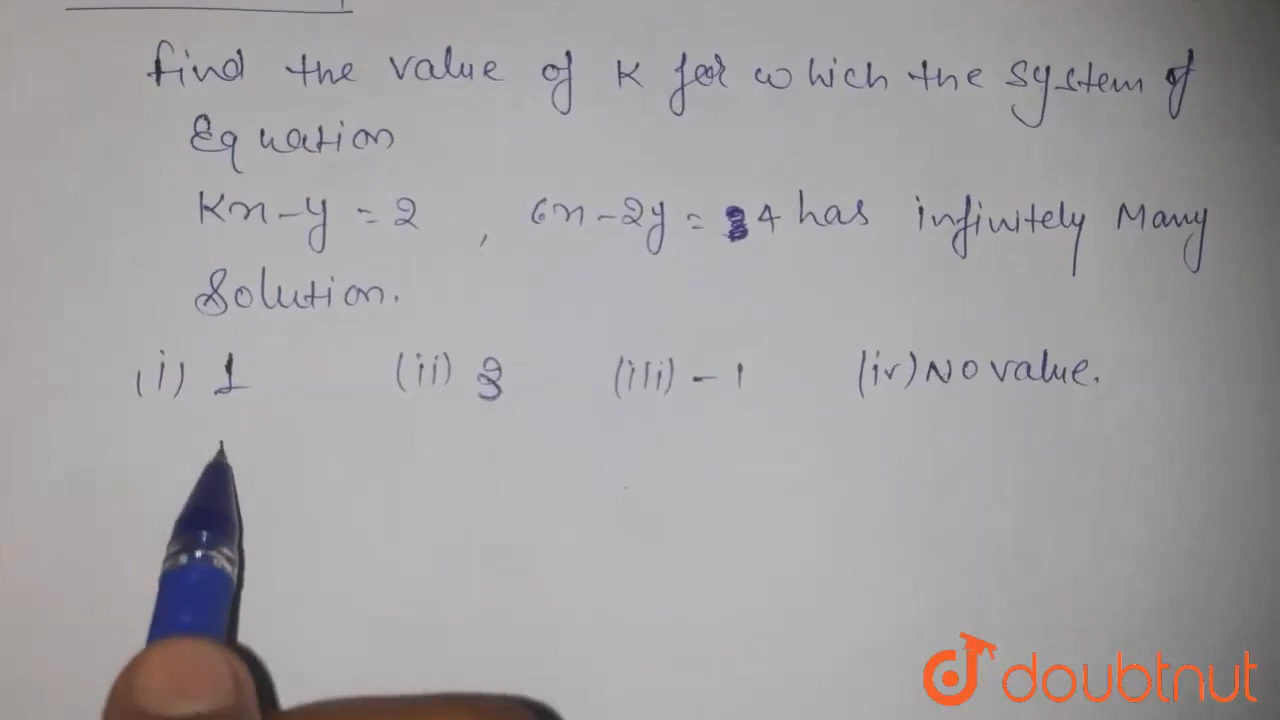 Find the value of K for which the system of
Equation
Kx-y=2 , 6x-2y= 4 has infinitely Many
Solution.
(i) 1 (ii) 3 (iii) -1 (iv) No value.
doubtnut